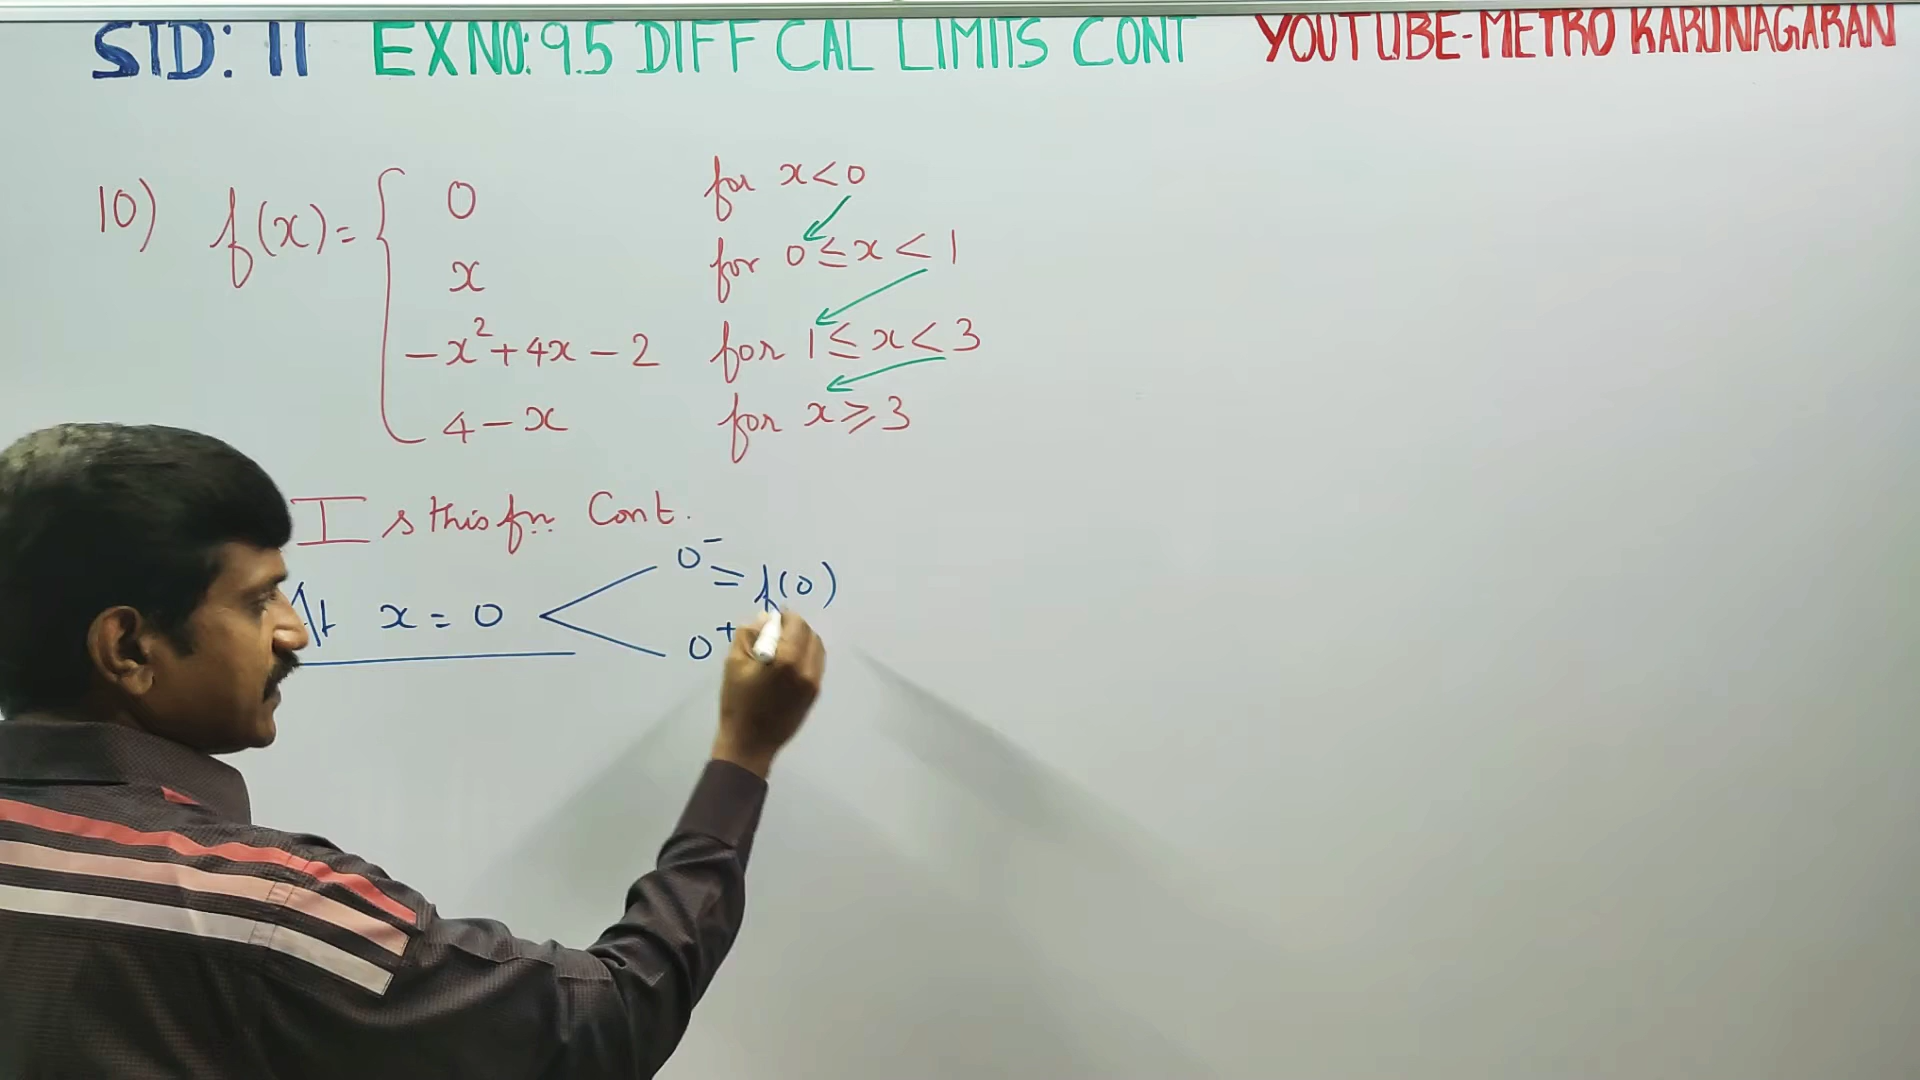 STD: 11 EX NO: 9.5 DIFF CAL LIMITS CONT YOUTUBE-METRO KARUNAGARAN
10) f(x) = { 0 for x < 0
x for 0 ≤ x < 1
-x²+4x-2 for 1 ≤ x < 3
4-x for x ≥ 3
Is this fn. Cont.
At x = 0 < 0⁻ = f(0)
0⁺